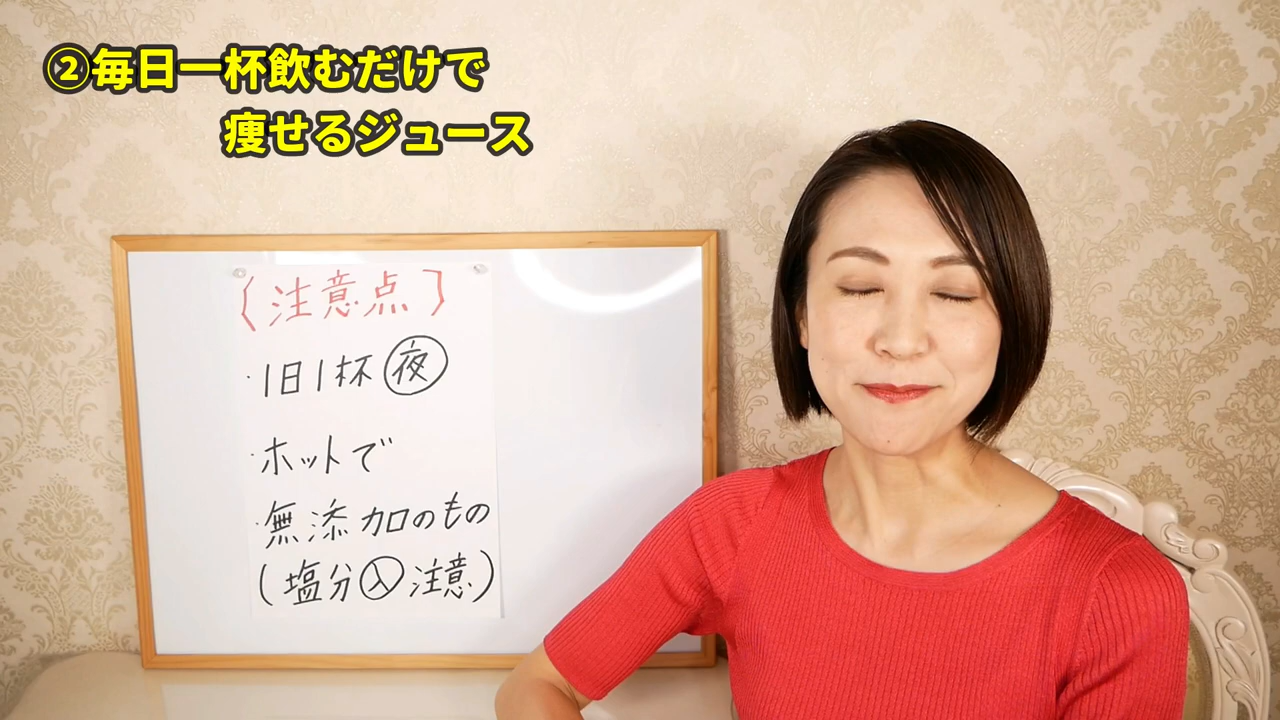 ②毎日一杯飲むだけで
痩せるジュース
〔注意点〕
・1日1杯 夜
・ホットで
・無添加のもの
(塩分入注意)